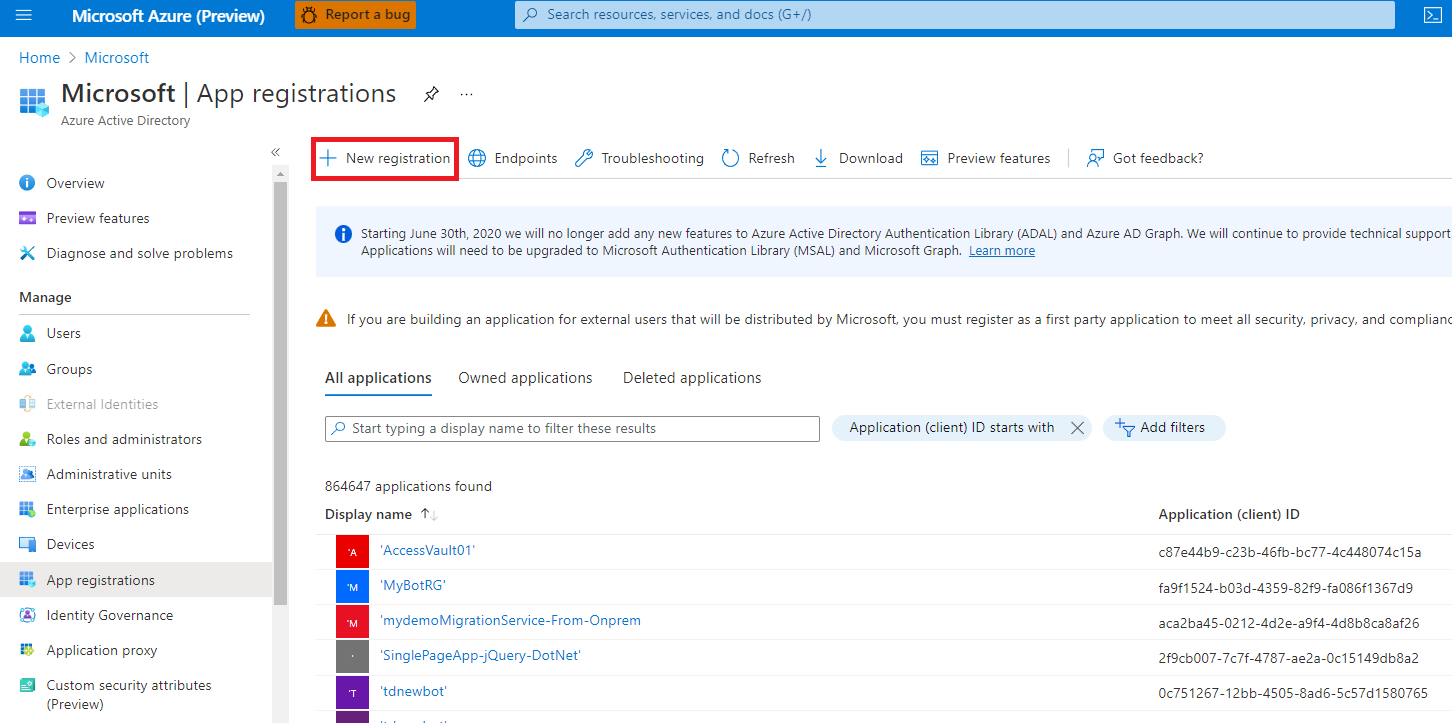 Microsoft Azure (Preview)
Report a bug
Search resources, services, and docs (G+/)
Home > Microsoft
Microsoft | App registrations
Azure Active Directory
New registration
Endpoints
Troubleshooting
Refresh
Download
Preview features
Got feedback?
Overview
Preview features
Diagnose and solve problems
Manage
Users
Groups
External Identities
Roles and administrators
Administrative units
Enterprise applications
Devices
App registrations
Identity Governance
Application proxy
Custom security attributes
(Preview)
Starting June 30th, 2020 we will no longer add any new features to Azure Active Directory Authentication Library (ADAL) and Azure AD Graph. We will continue to provide technical support
Applications will need to be upgraded to Microsoft Authentication Library (MSAL) and Microsoft Graph. Learn more
If you are building an application for external users that will be distributed by Microsoft, you must register as a first party application to meet all security, privacy, and complianc
All applications
Owned applications
Deleted applications
Start typing a display name to filter these results
Application (client) ID starts with
Add filters
864647 applications found
Display name
Application (client) ID
'A 'AccessVault01' c87e44b9-c23b-46fb-bc77-4c448074c15a
'M 'MyBotRG' fa9f1524-b03d-4359-82f9-fa086f1367d9
'M 'mydemoMigrationService-From-Onprem aca2ba45-0212-4d2e-a9f4-4d8b8ca8af26
' 'SinglePageApp-jQuery-DotNet' 2f9cb007-7c7f-4787-ae2a-0c15149db8a2
'T 'tdnewbot' 0c751267-12bb-4505-8ad6-5c57d1580765